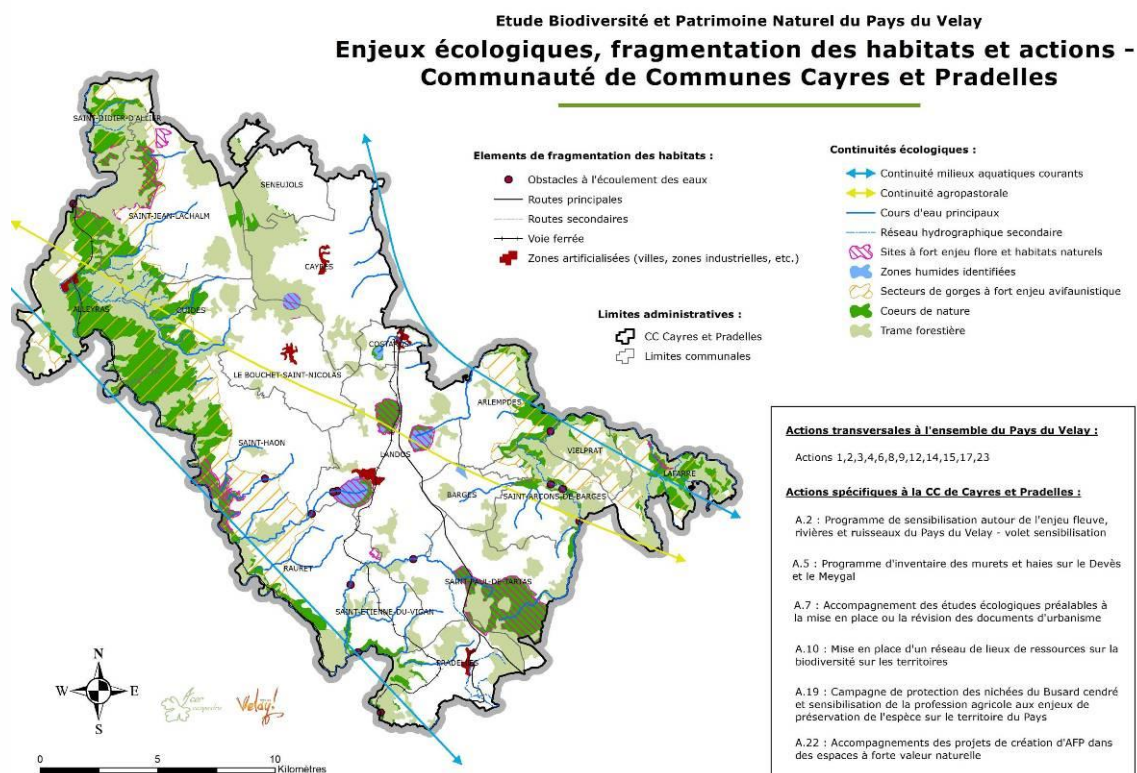 Etude Biodiversité et Patrimoine Naturel du Pays du Velay
Enjeux écologiques, fragmentation des habitats et actions -
Communauté de Communes Cayres et Pradelles
Elements de fragmentation des habitats :
Obstacles à l'écoulement des eaux
Routes principales
Routes secondaires
Voie ferrée
Zones artificialisées (villes, zones industrielles, etc.)
Limites administratives :
CC Cayres et Pradelles
Limites communales
Continuités écologiques :
Continuité milieux aquatiques courants
Continuité agropastorale
Cours d'eau principaux
Réseau hydrographique secondaire
Sites à fort enjeu flore et habitats naturels
Zones humides identifiées
Secteurs de gorges à fort enjeu avifaunistique
Coeurs de nature
Trame forestière
SAINT-DIDIER-D'ALLIER
SENEUJOLS
SAINT-JEAN-LACHALM
CAYRES
ALLEYRAS
OUIDES
COSTAROS
LE BOUCHET-SAINT-NICOLAS
ARLEMPDES
SAINT-HAON
LANDOS
VIELPRAT
LAFARRE
BARGES
SAINT-ARCONS-DE-BARGES
RAURET
SAINT-PAUL-DE-TARTAS
SAINT-ETIENNE-DU-VIGAN
PRADELLES
Actions transversales à l'ensemble du Pays du Velay :
Actions 1,2,3,4,6,8,9,12,14,15,17,23
Actions spécifiques à la CC de Cayres et Pradelles :
A.2 : Programme de sensibilisation autour de l'enjeu fleuve,
rivières et ruisseaux du Pays du Velay - volet sensibilisation
A.5 : Programme d'inventaire des murets et haies sur le Devès
et le Meygal
A.7 : Accompagnement des études écologiques préalables à
la mise en place ou la révision des documents d'urbanisme
A.10 : Mise en place d'un réseau de lieux de ressources sur la
biodiversité sur les territoires
A.19 : Campagne de protection des nichées du Busard cendré
et sensibilisation de la profession agricole aux enjeux de
préservation de l'espèce sur le territoire du Pays
A.22 : Accompagnements des projets de création d'AFP dans
des espaces à forte valeur naturelle
N
W E
S
Velay!
0 5 10
Kilomètres